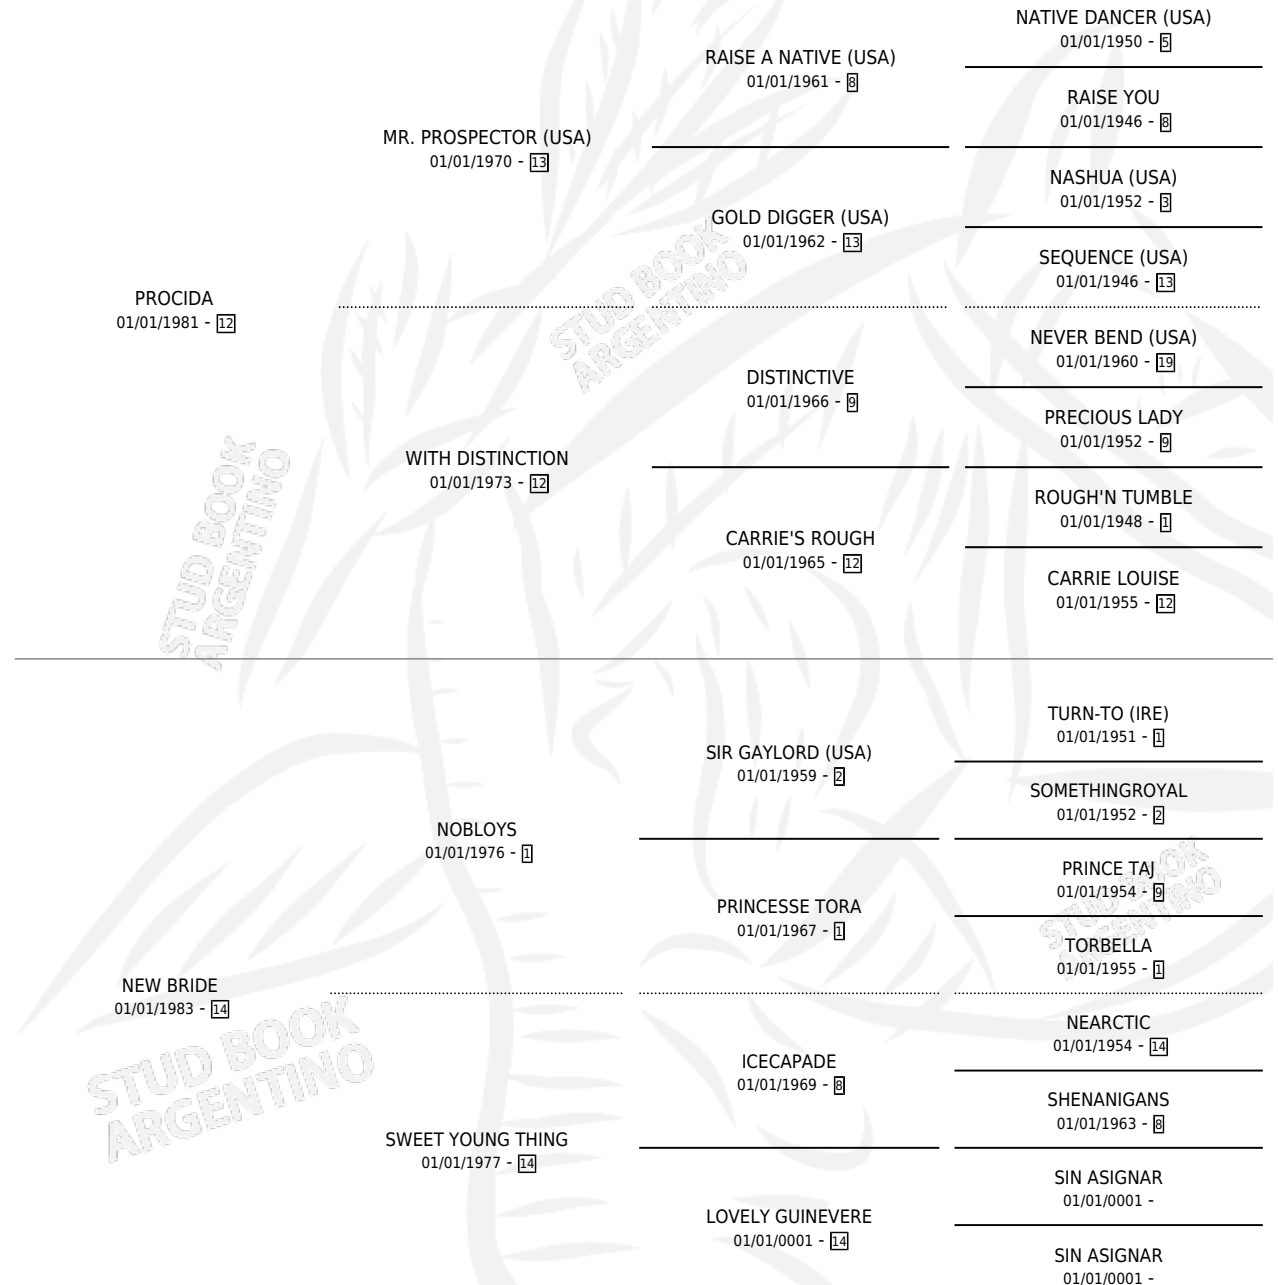 NATIVE DANCER (USA)
01/01/1950 - 5
RAISE A NATIVE (USA)
01/01/1961 - 8
RAISE YOU
01/01/1946 - 8
MR. PROSPECTOR (USA)
01/01/1970 - 13
NASHUA (USA)
01/01/1952 - 3
GOLD DIGGER (USA)
01/01/1962 - 13
SEQUENCE (USA)
01/01/1946 - 13
PROCIDA
01/01/1981 - 12
NEVER BEND (USA)
01/01/1960 - 19
DISTINCTIVE
01/01/1966 - 9
PRECIOUS LADY
01/01/1952 - 9
WITH DISTINCTION
01/01/1973 - 12
ROUGH'N TUMBLE
01/01/1948 - 1
CARRIE'S ROUGH
01/01/1965 - 12
CARRIE LOUISE
01/01/1955 - 12
STUD BOOK
ARGENTINO
STUD BOOK
ARGENTINO
TURN-TO (IRE)
01/01/1951 - 1
SIR GAYLORD (USA)
01/01/1959 - 2
SOMETHINGROYAL
01/01/1952 - 2
NOBLOYS
01/01/1976 - 1
PRINCE TAJ
01/01/1954 - 9
PRINCESSE TORA
01/01/1967 - 1
TORBELLA
01/01/1955 - 1
STUD BOOK
ARGENTINO
NEW BRIDE
01/01/1983 - 14
NEARCTIC
01/01/1954 - 14
ICECAPADE
01/01/1969 - 8
SHENANIGANS
01/01/1963 - 8
STUD BOOK
ARGENTINO
SWEET YOUNG THING
01/01/1977 - 14
SIN ASIGNAR
01/01/0001 -
LOVELY GUINEVERE
01/01/0001 - 14
SIN ASIGNAR
01/01/0001 -